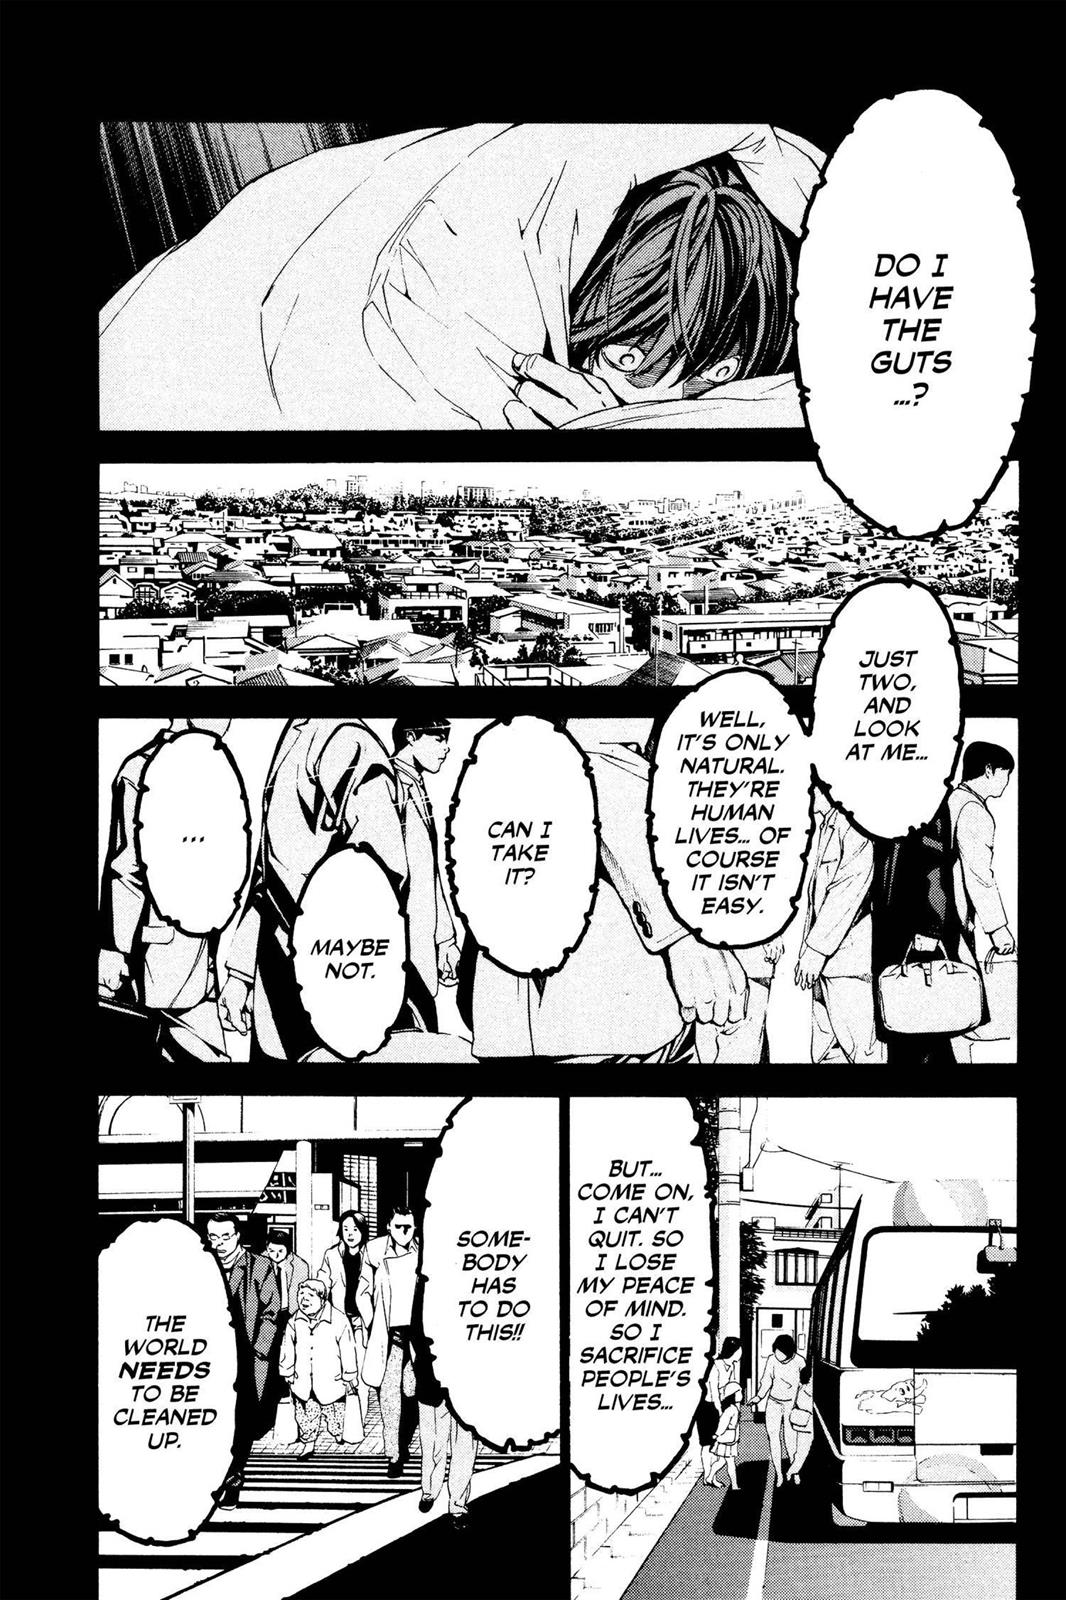 DO I
HAVE
THE
GUTS
...?
JUST
TWO,
AND
LOOK
AT ME...
WELL,
IT'S ONLY
NATURAL.
THEY'RE
HUMAN
LIVES... OF
COURSE
IT ISN'T
EASY.
CAN I
TAKE
IT?
MAYBE
NOT.
...
BUT...
COME ON,
I CAN'T
QUIT. SO
I LOSE
MY PEACE
OF MIND.
SO I
SACRIFICE
PEOPLE'S
LIVES...
SOME-
BODY
HAS
TO DO
THIS!!
THE
WORLD
NEEDS
TO BE
CLEANED
UP.